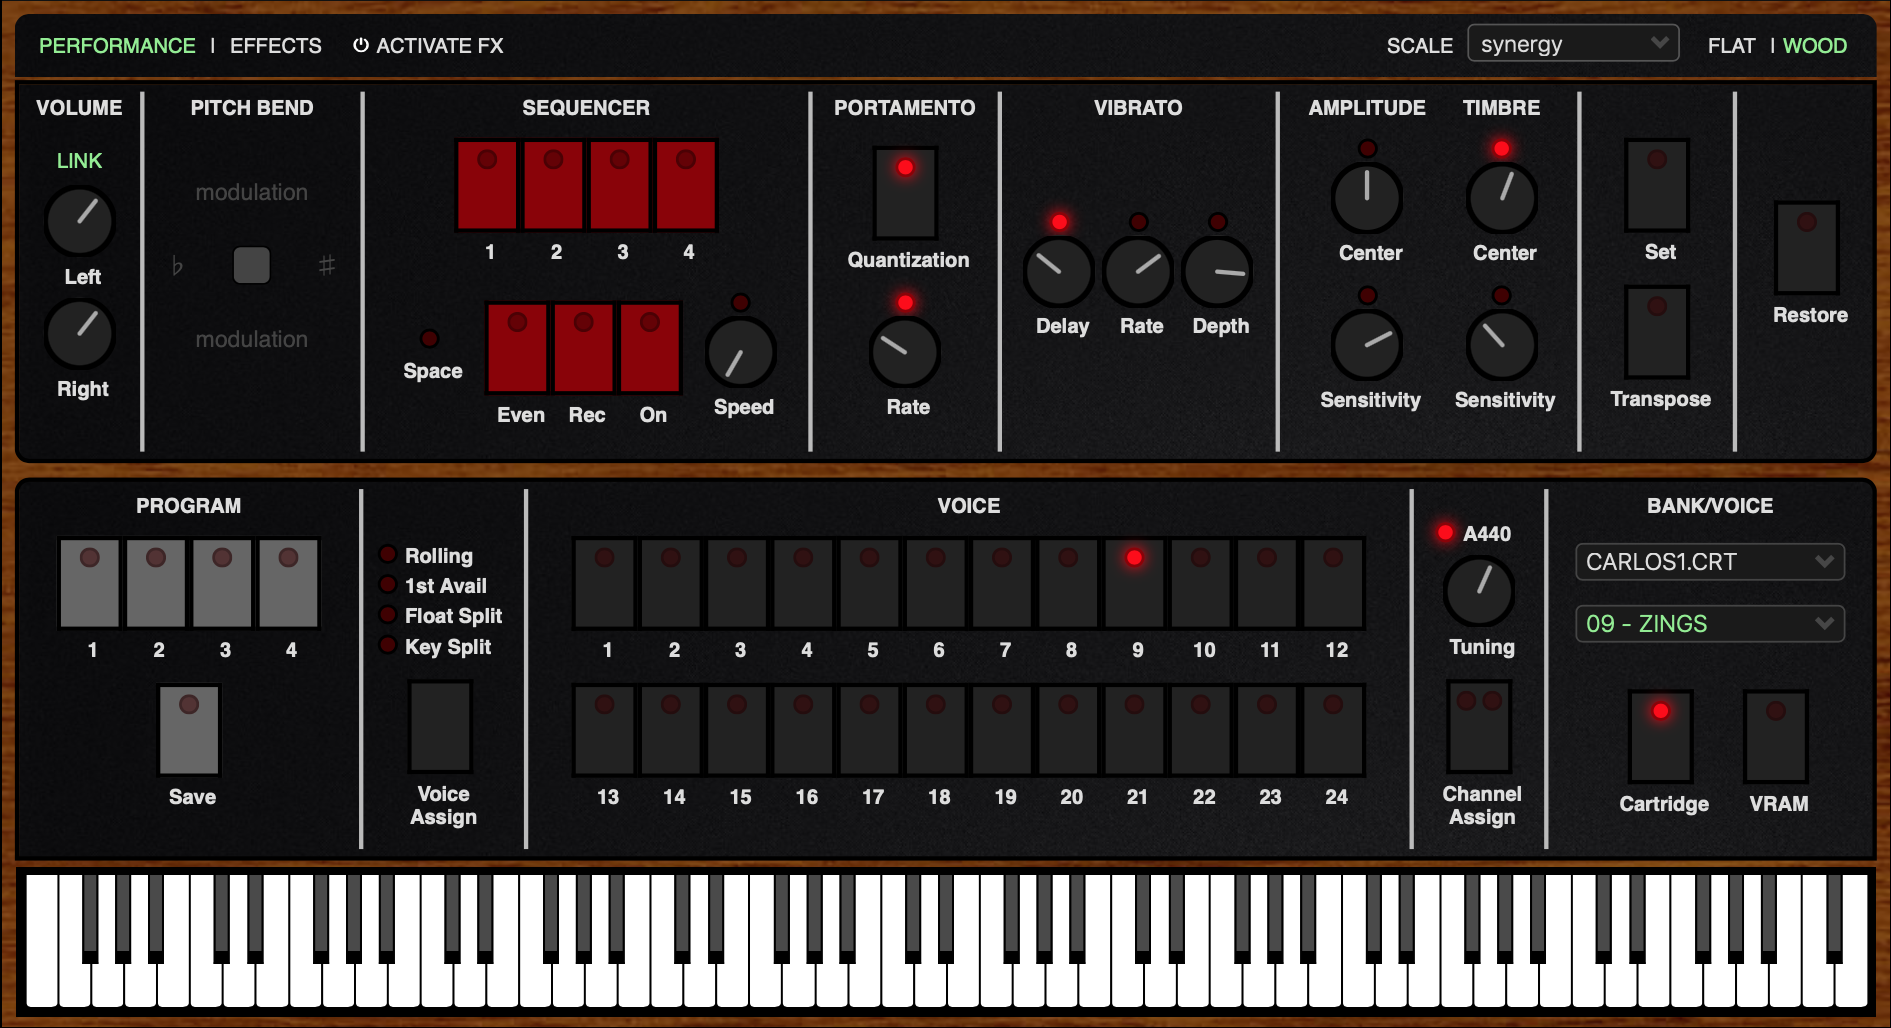 PERFORMANCE | EFFECTS ACTIVATE FX SCALE synergy FLAT | WOOD
VOLUME
LINK
Left
Right
PITCH BEND
modulation
♭ ♯
modulation
SEQUENCER
1 2 3 4
Space Even Rec On Speed
PORTAMENTO
Quantization
Rate
VIBRATO
Delay Rate Depth
AMPLITUDE TIMBRE
Center Center
Sensitivity Sensitivity
Set
Transpose
Restore
PROGRAM
1 2 3 4
Save
Rolling
1st Avail
Float Split
Key Split
Voice
Assign
VOICE
1 2 3 4 5 6 7 8 9 10 11 12
13 14 15 16 17 18 19 20 21 22 23 24
A440
Tuning
Channel
Assign
BANK/VOICE
CARLOS1.CRT
09 - ZINGS
Cartridge VRAM